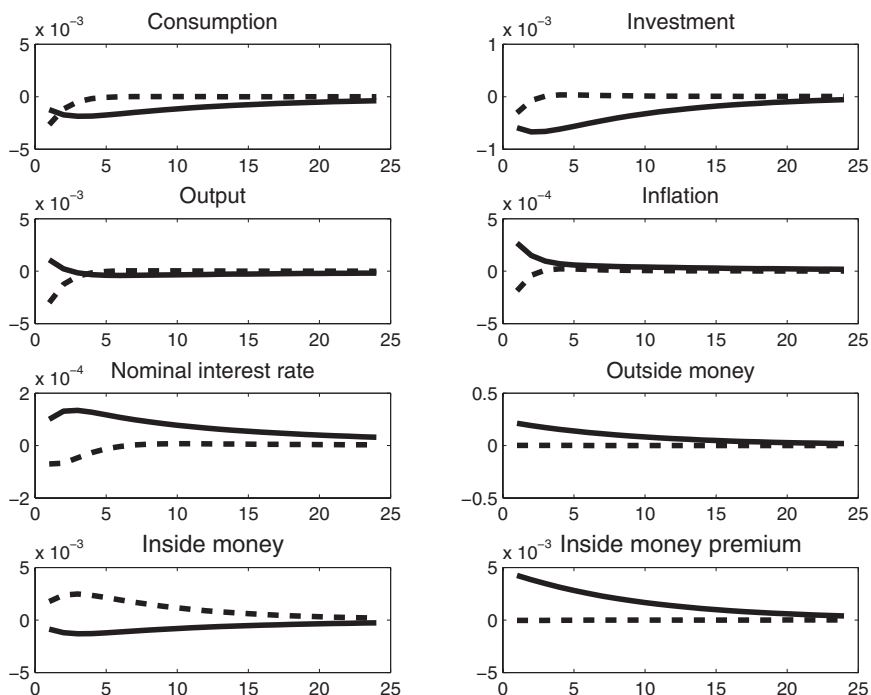 Consumption
x 10⁻³
5
0
−5
0 5 10 15 20 25
Investment
x 10⁻³
1
0
−1
0 5 10 15 20 25
Output
x 10⁻³
5
0
−5
0 5 10 15 20 25
Inflation
x 10⁻⁴
5
0
−5
0 5 10 15 20 25
Nominal interest rate
x 10⁻⁴
2
0
−2
0 5 10 15 20 25
Outside money
0.5
0
−0.5
0 5 10 15 20 25
Inside money
x 10⁻³
5
0
−5
0 5 10 15 20 25
Inside money premium
x 10⁻³
5
0
−5
0 5 10 15 20 25